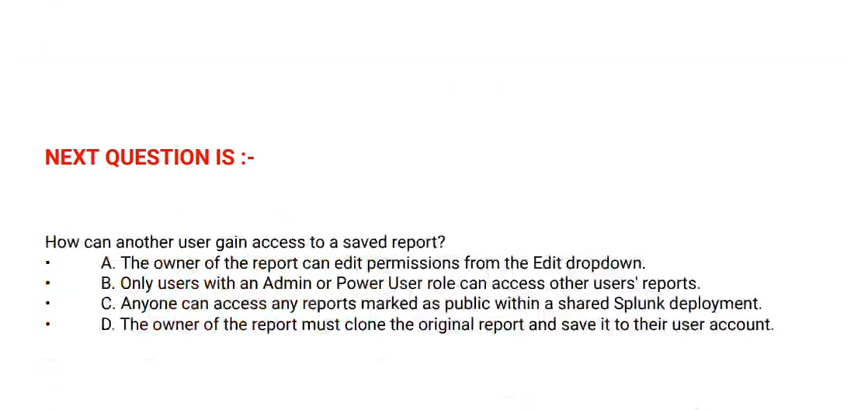 NEXT QUESTION IS :-
How can another user gain access to a saved report?
· A. The owner of the report can edit permissions from the Edit dropdown.
· B. Only users with an Admin or Power User role can access other users' reports.
· C. Anyone can access any reports marked as public within a shared Splunk deployment.
· D. The owner of the report must clone the original report and save it to their user account.